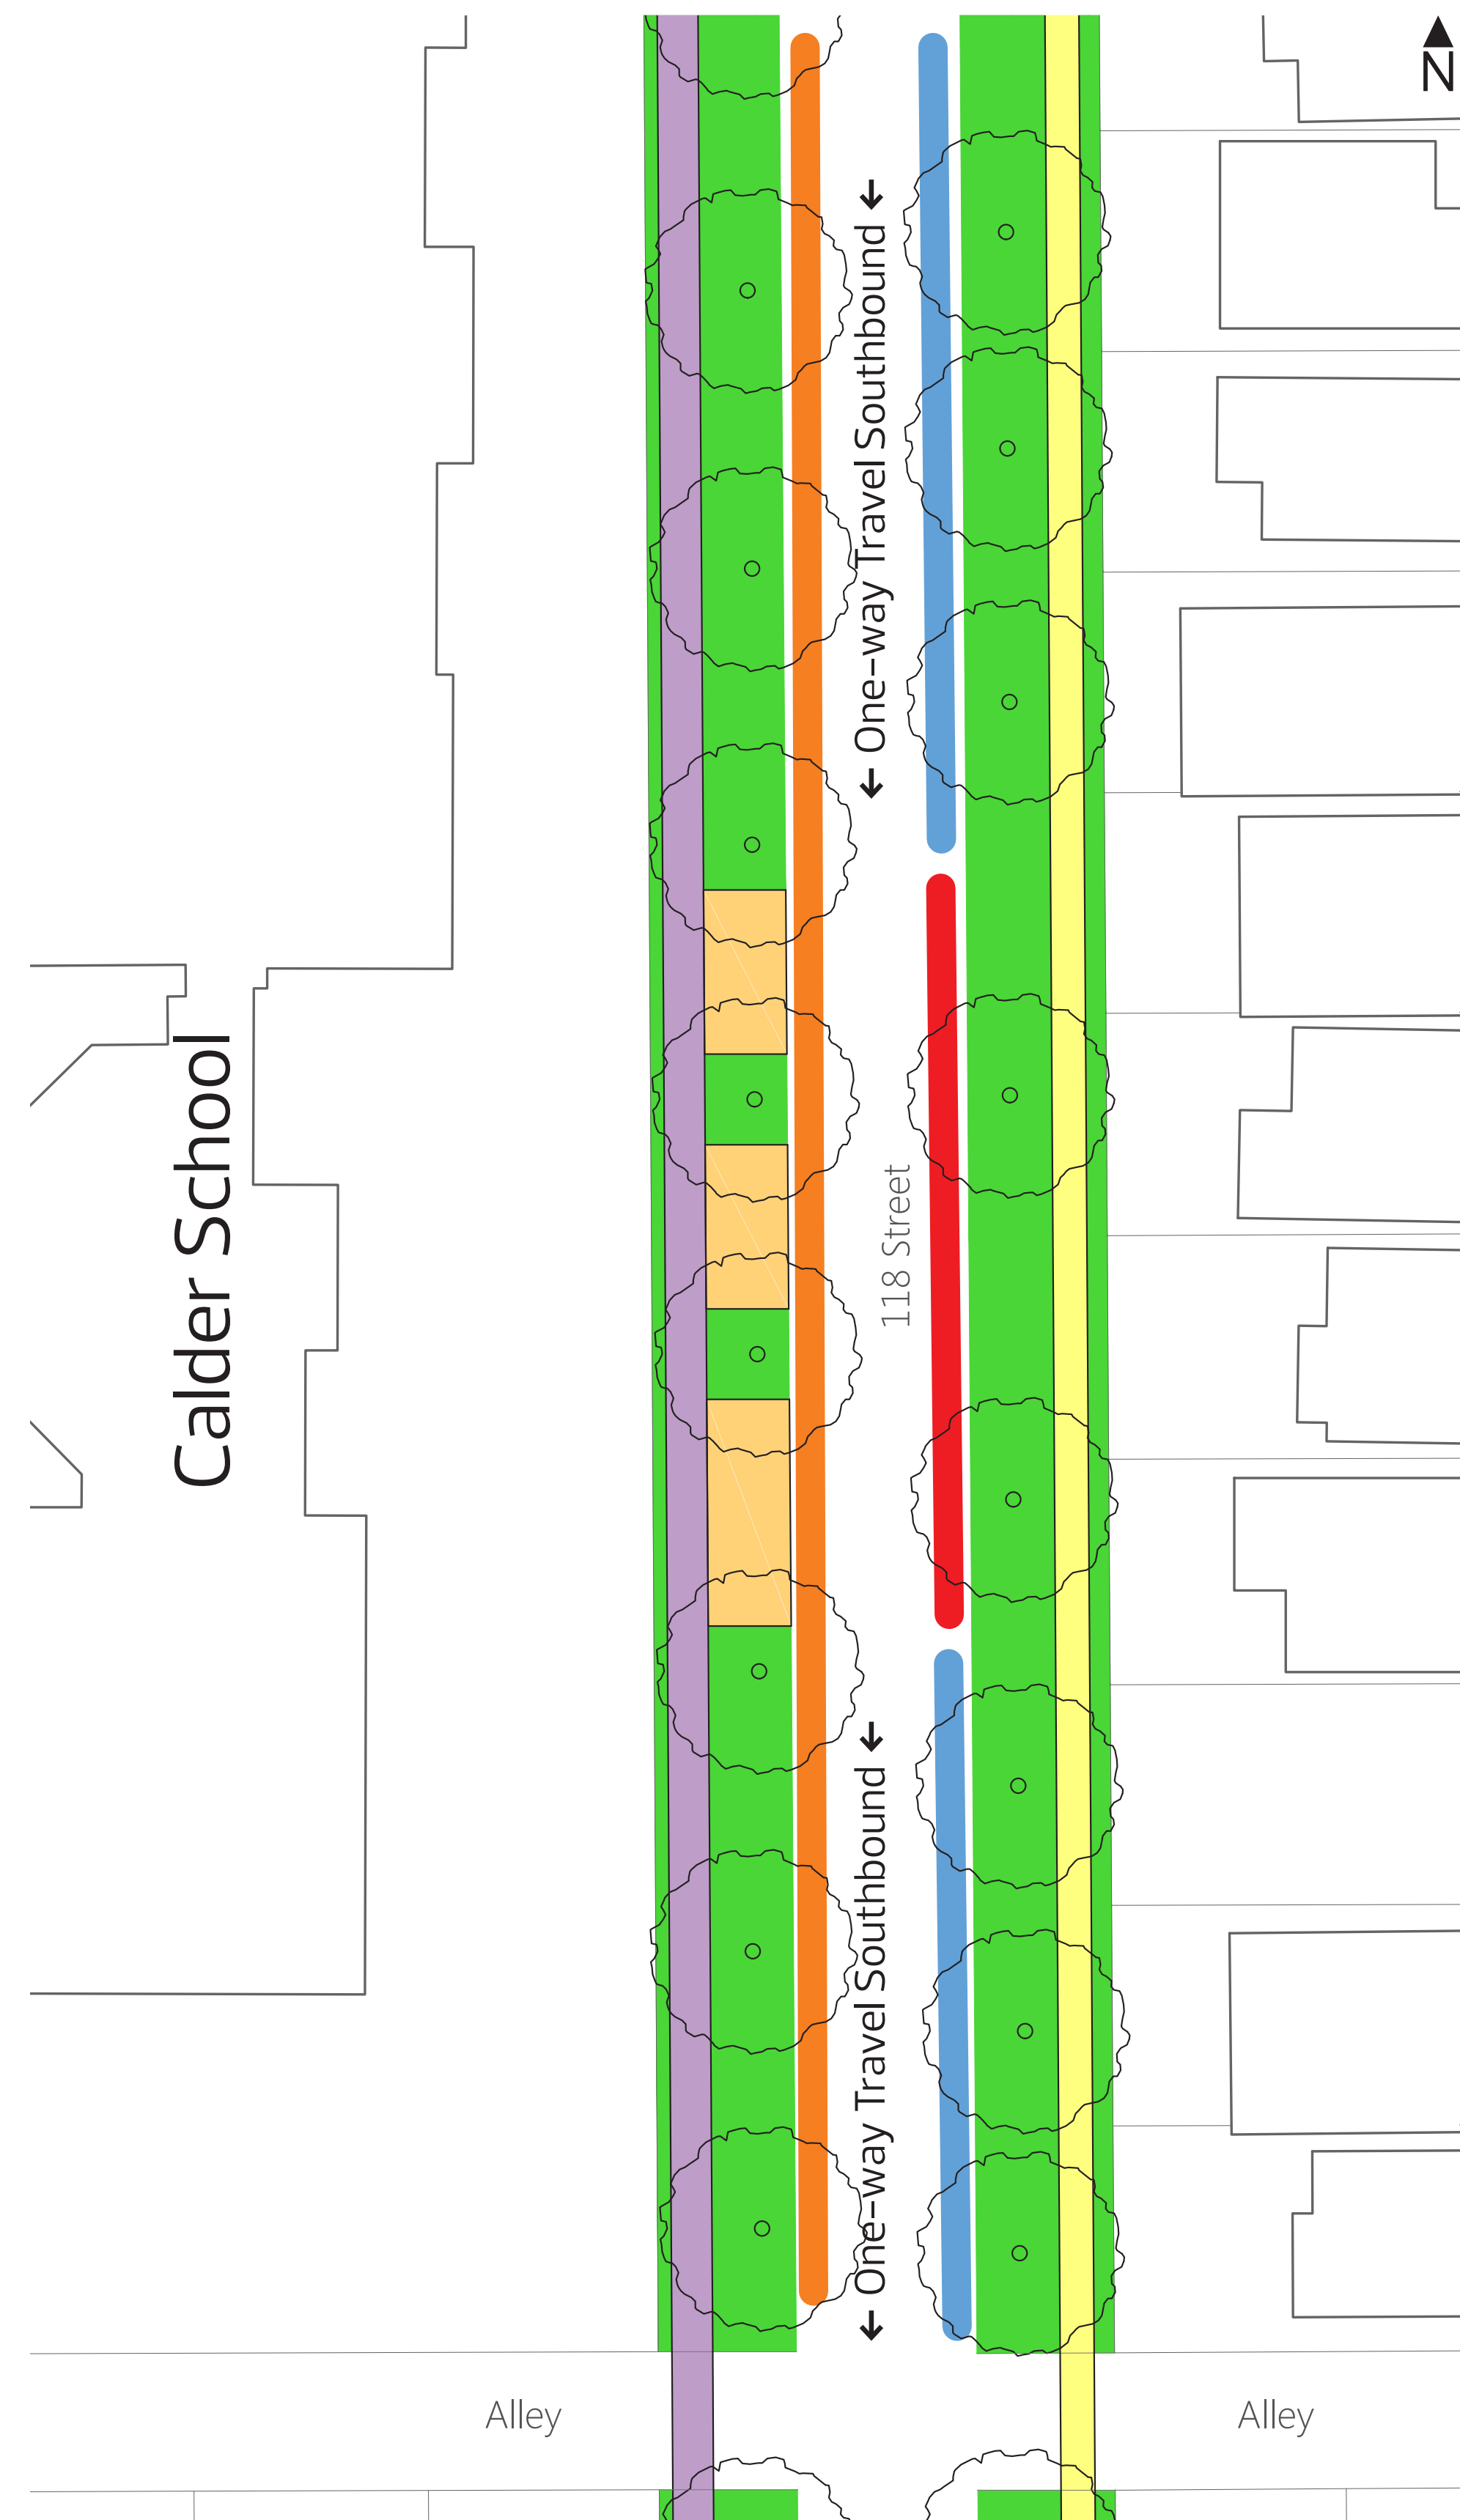 N
← One-way Travel Southbound ←
Calder School
118 Street
← One-way Travel Southbound ←
Alley
Alley